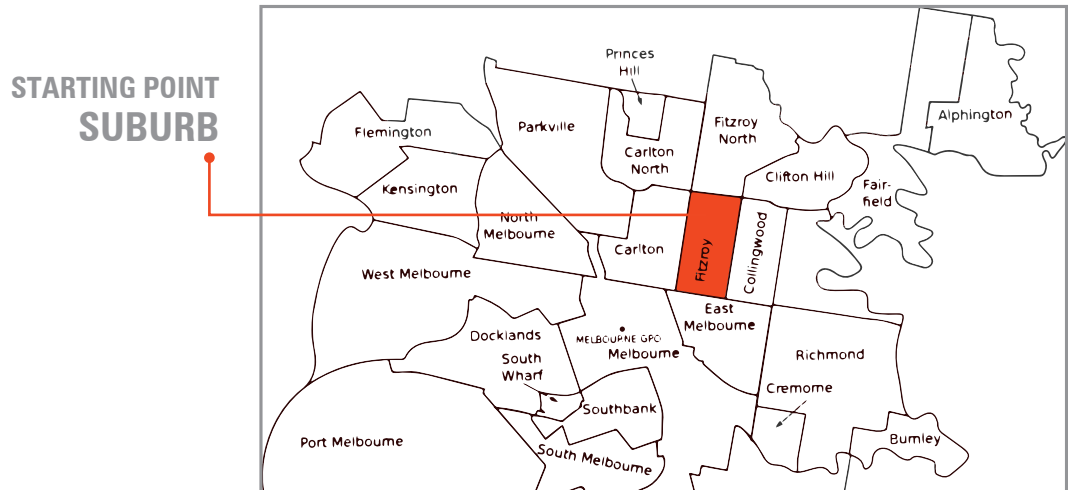 STARTING POINT
SUBURB
Princes
Hill
Alphington
Flemington
Parkville
Fitzroy
North
Carlton
North
Clifton Hill
Kensington
Fair-
field
North
Melbourne
Carlton
Fitzroy
Collingwood
West Melbourne
East
Melbourne
Docklands
MELBOURNE GPO
Melbourne
South
Wharf
Richmond
Cremorne
Southbank
Port Melbourne
South Melbourne
Burnley